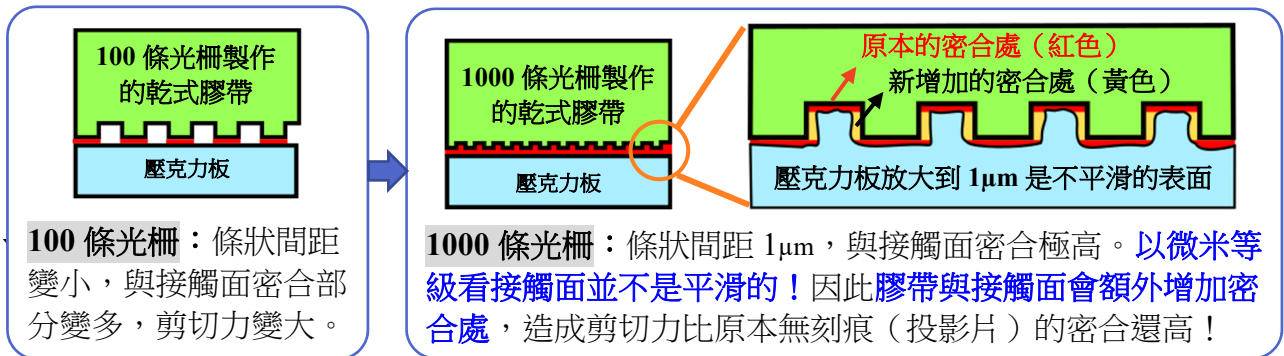 100 條光柵製作
的乾式膠帶
壓克力板
100 條光柵：條狀間距
變小，與接觸面密合部
分變多，剪切力變大。
1000 條光柵製作
的乾式膠帶
壓克力板
原本的密合處（紅色）
新增加的密合處（黃色）
壓克力板放大到 1μm 是不平滑的表面
1000 條光柵：條狀間距 1μm，與接觸面密合極高。以微米等
級看接觸面並不是平滑的！因此膠帶與接觸面會額外增加密
合處，造成剪切力比原本無刻痕（投影片）的密合還高！